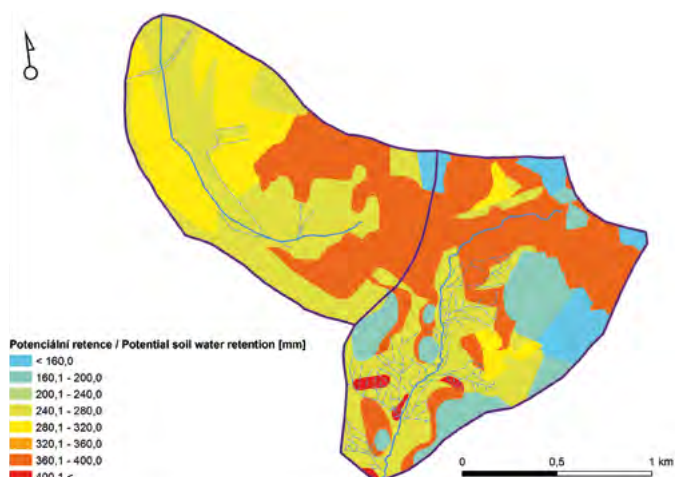 Potenciální retence / Potential soil water retention [mm]
< 160,0
160,1 - 200,0
200,1 - 240,0
240,1 - 280,0
280,1 - 320,0
320,1 - 360,0
360,1 - 400,0
400,1 <
0 0,5 1 km